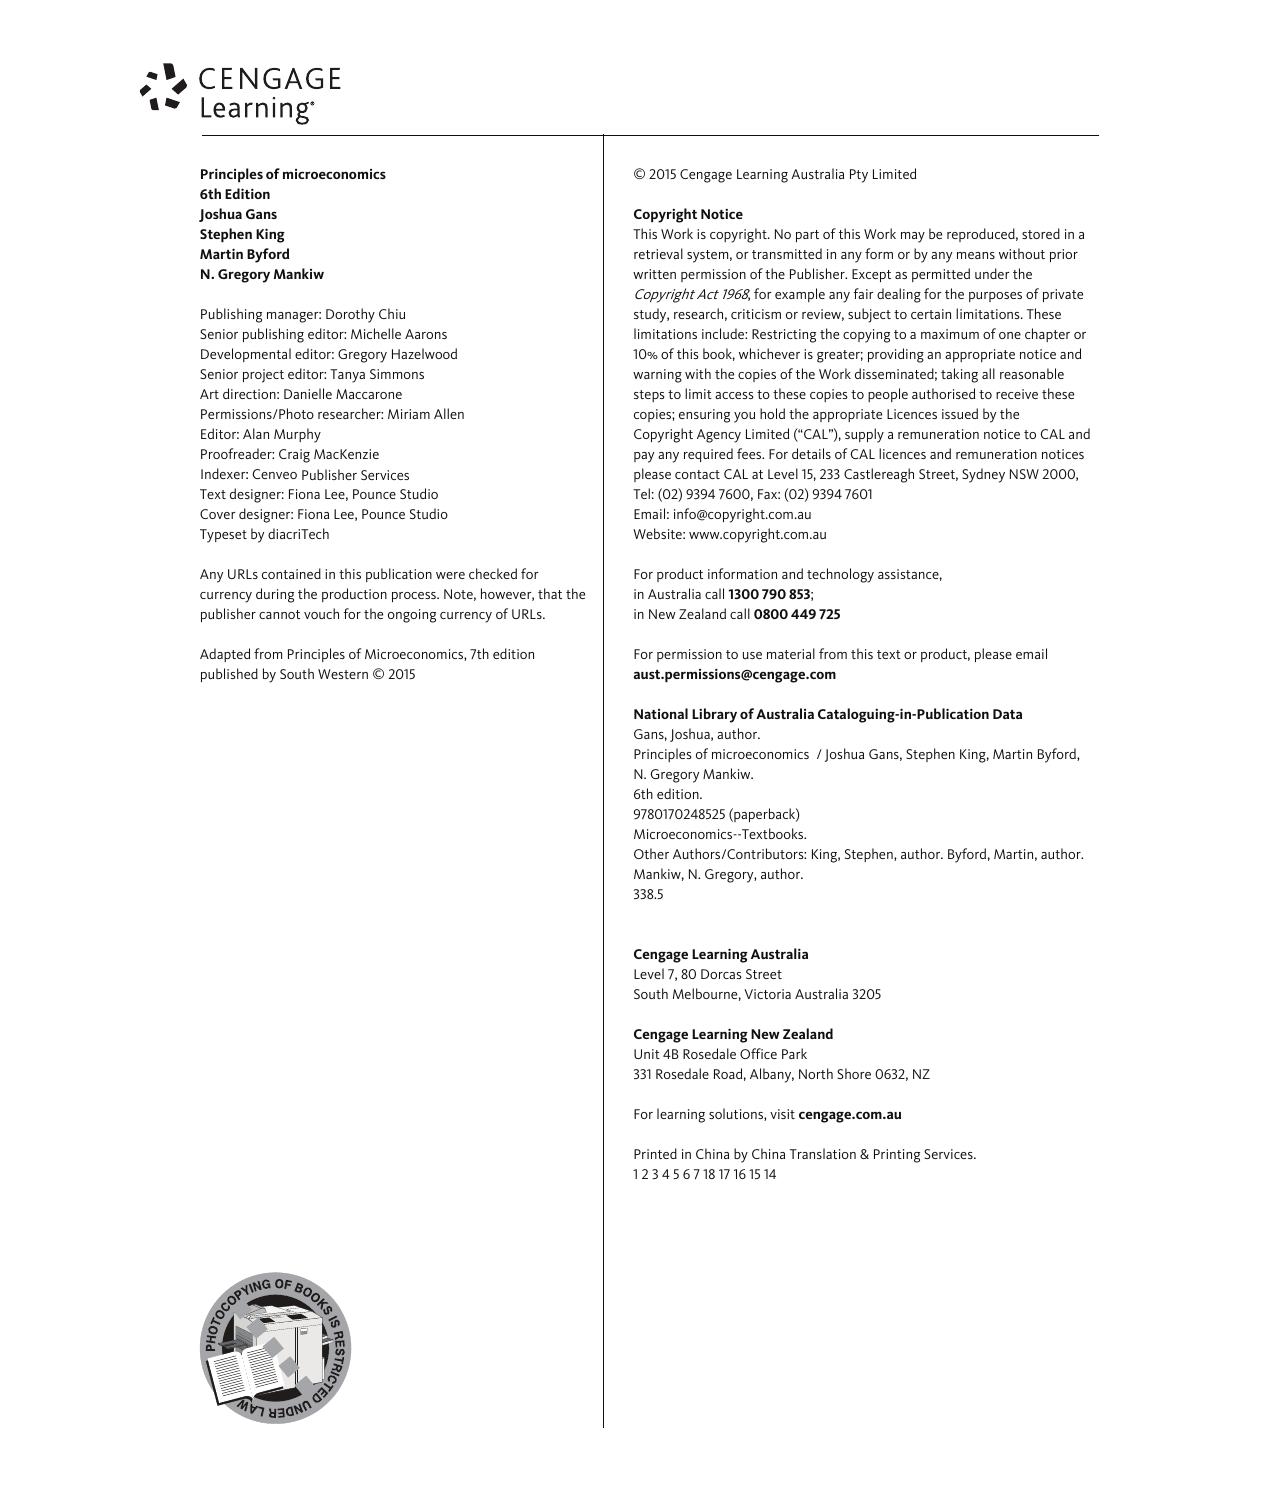 CENGAGE
Learning®
Principles of microeconomics
6th Edition
Joshua Gans
Stephen King
Martin Byford
N. Gregory Mankiw
Publishing manager: Dorothy Chiu
Senior publishing editor: Michelle Aarons
Developmental editor: Gregory Hazelwood
Senior project editor: Tanya Simmons
Art direction: Danielle Maccarone
Permissions/Photo researcher: Miriam Allen
Editor: Alan Murphy
Proofreader: Craig MacKenzie
Indexer: Cenveo Publisher Services
Text designer: Fiona Lee, Pounce Studio
Cover designer: Fiona Lee, Pounce Studio
Typeset by diacriTech
Any URLs contained in this publication were checked for
currency during the production process. Note, however, that the
publisher cannot vouch for the ongoing currency of URLs.
Adapted from Principles of Microeconomics, 7th edition
published by South Western © 2015
PHOTOCOPYING OF BOOKS IS RESTRICTED UNDER LAW
© 2015 Cengage Learning Australia Pty Limited
Copyright Notice
This Work is copyright. No part of this Work may be reproduced, stored in a
retrieval system, or transmitted in any form or by any means without prior
written permission of the Publisher. Except as permitted under the
Copyright Act 1968, for example any fair dealing for the purposes of private
study, research, criticism or review, subject to certain limitations. These
limitations include: Restricting the copying to a maximum of one chapter or
10% of this book, whichever is greater; providing an appropriate notice and
warning with the copies of the Work disseminated; taking all reasonable
steps to limit access to these copies to people authorised to receive these
copies; ensuring you hold the appropriate Licences issued by the
Copyright Agency Limited (“CAL”), supply a remuneration notice to CAL and
pay any required fees. For details of CAL licences and remuneration notices
please contact CAL at Level 15, 233 Castlereagh Street, Sydney NSW 2000,
Tel: (02) 9394 7600, Fax: (02) 9394 7601
Email: info@copyright.com.au
Website: www.copyright.com.au
For product information and technology assistance,
in Australia call 1300 790 853;
in New Zealand call 0800 449 725
For permission to use material from this text or product, please email
aust.permissions@cengage.com
National Library of Australia Cataloguing-in-Publication Data
Gans, Joshua, author.
Principles of microeconomics / Joshua Gans, Stephen King, Martin Byford,
N. Gregory Mankiw.
6th edition.
9780170248525 (paperback)
Microeconomics--Textbooks.
Other Authors/Contributors: King, Stephen, author. Byford, Martin, author.
Mankiw, N. Gregory, author.
338.5
Cengage Learning Australia
Level 7, 80 Dorcas Street
South Melbourne, Victoria Australia 3205
Cengage Learning New Zealand
Unit 4B Rosedale Office Park
331 Rosedale Road, Albany, North Shore 0632, NZ
For learning solutions, visit cengage.com.au
Printed in China by China Translation & Printing Services.
1 2 3 4 5 6 7 18 17 16 15 14